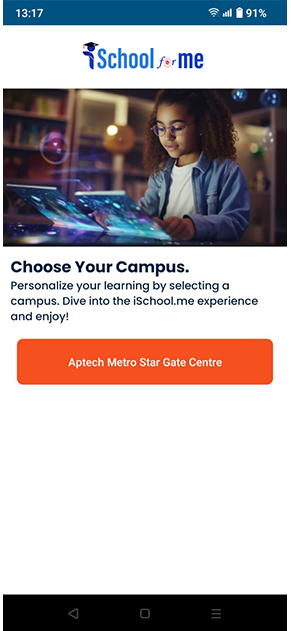 13:17
91%
iSchool for me
Choose Your Campus.
Personalize your learning by selecting a
campus. Dive into the iSchool.me experience
and enjoy!
Aptech Metro Star Gate Centre